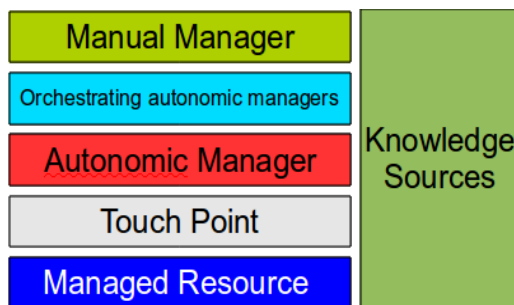 Manual Manager
Orchestrating autonomic managers
Autonomic Manager
Touch Point
Managed Resource
Knowledge
Sources